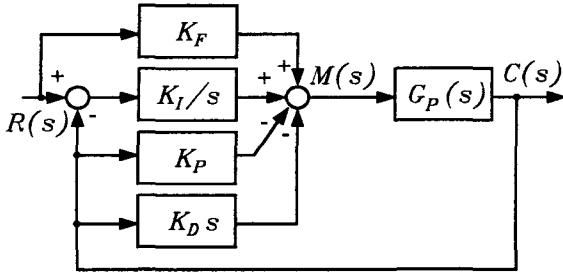 K_F
+
+
K_I/s
+
M(s)
G_P(s)
C(s)
R(s)
-
-
-
K_P
K_D s